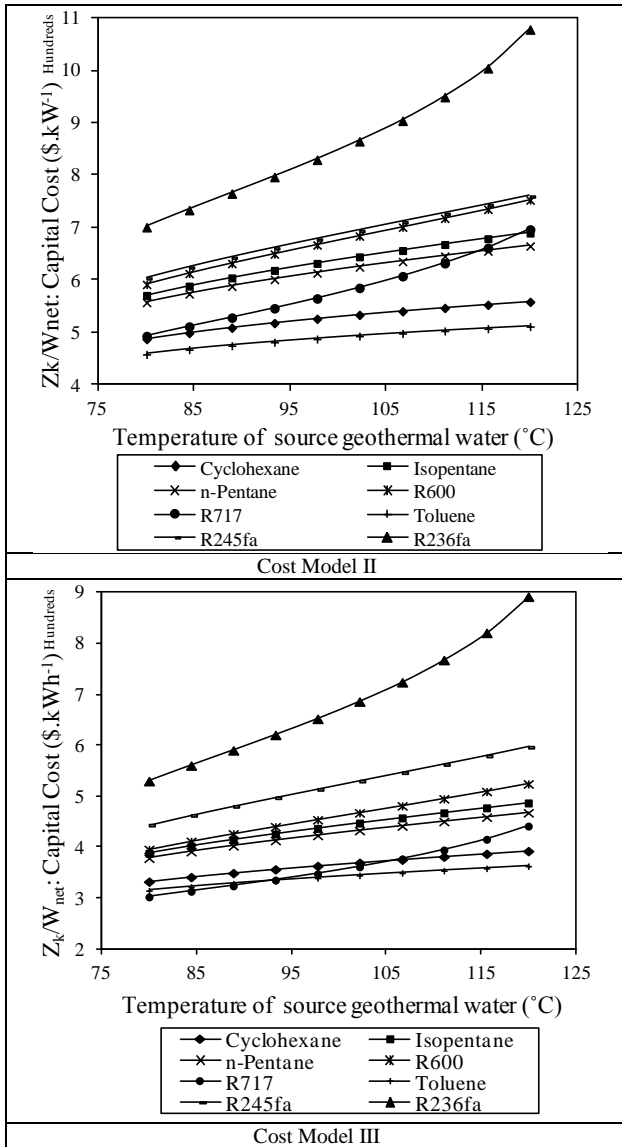 Zk/Wnet: Capital Cost ($.kW⁻¹) Hundreds
11
10
9
8
7
6
5
4
75 85 95 105 115 125
Temperature of source geothermal water (˚C)
Cyclohexane Isopentane
n-Pentane R600
R717 Toluene
R245fa R236fa
Cost Model II
Z_k/W_net: Capital Cost ($.kWh⁻¹) Hundreds
9
8
7
6
5
4
3
2
75 85 95 105 115 125
Temperature of source geothermal water (˚C)
Cyclohexane Isopentane
n-Pentane R600
R717 Toluene
R245fa R236fa
Cost Model III